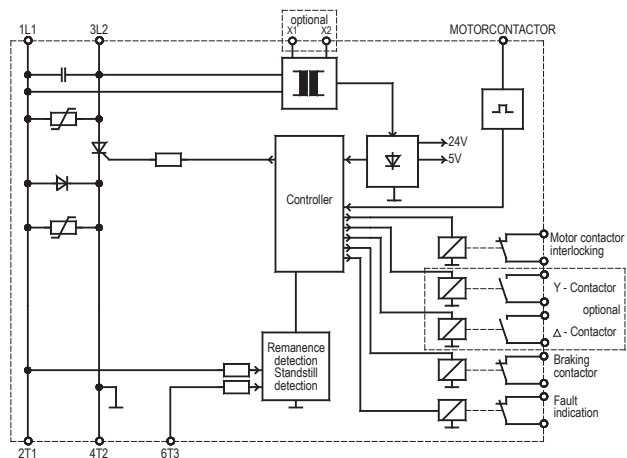 optional
1L1 3L2 X1 X2 MOTORCONTACTOR
24V
5V
Controller
Motor contactor
interlocking
Y - Contactor
optional
Δ - Contactor
Remanence
detection
Standstill
detection
Braking
contactor
Fault
indication
2T1 4T2 6T3